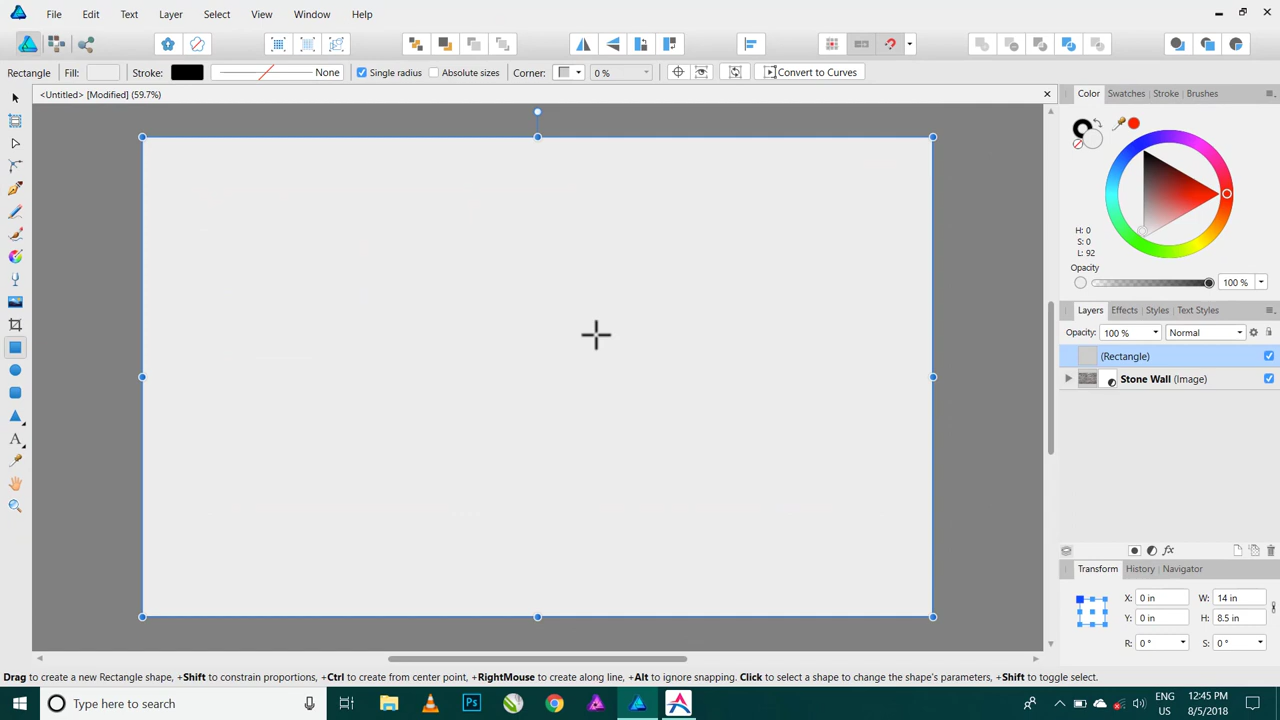 File Edit Text Layer Select View Window Help
Rectangle Fill: Stroke: None Single radius Absolute sizes Corner: 0 % Convert to Curves
<Untitled> [Modified] (59.7%)
Color Swatches Stroke Brushes
H: 0
S: 0
L: 92
Opacity
100 %
Layers Effects Styles Text Styles
Opacity: 100 % Normal
(Rectangle)
Stone Wall (Image)
fx
Transform History Navigator
X: 0 in W: 14 in
Y: 0 in H: 8.5 in
R: 0 ° S: 0 °
Drag to create a new Rectangle shape, +Shift to constrain proportions, +Ctrl to create from center point, +RightMouse to create along line, +Alt to ignore snapping. Click to select a shape to change the shape's parameters, +Shift to toggle select.
Type here to search
Ps
ENG
US
12:45 PM
8/5/2018